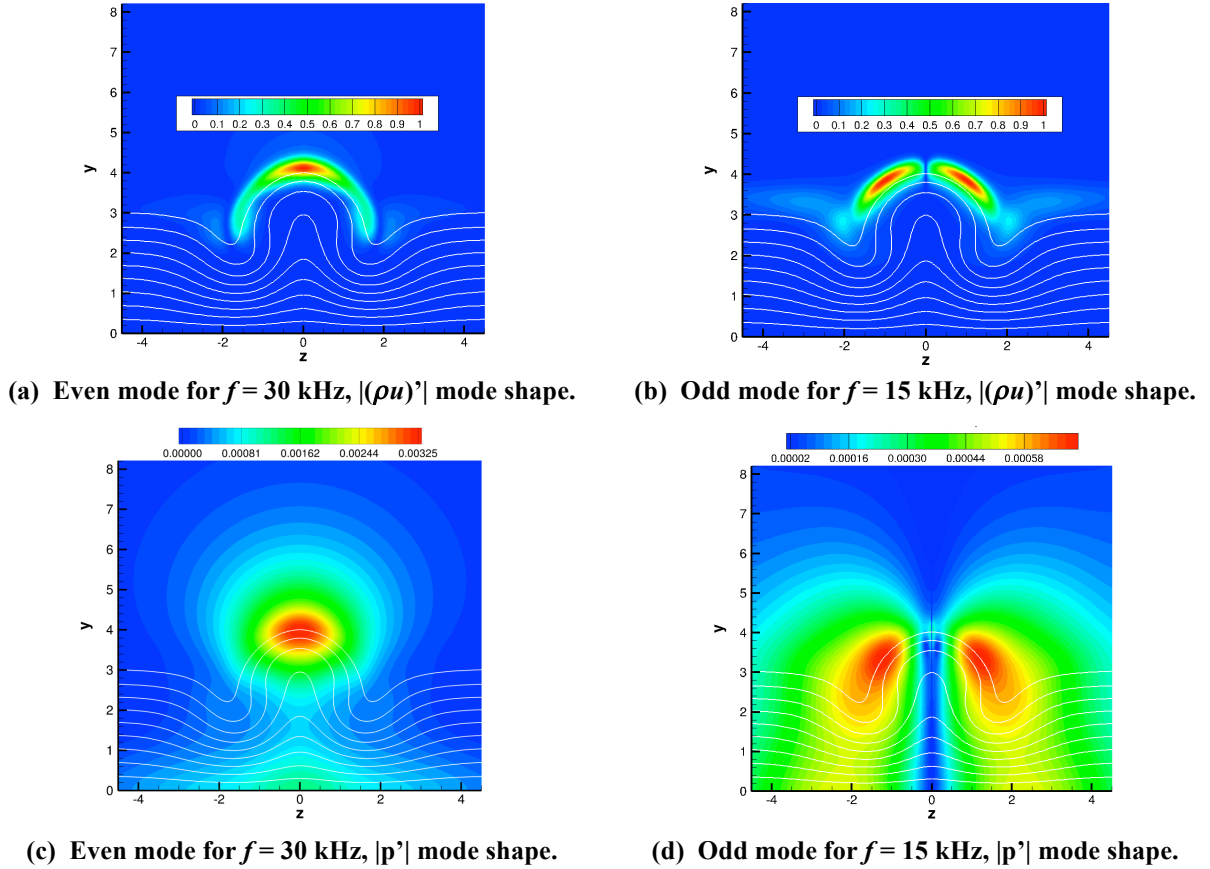 8
7
6
5
4
3
2
1
0
y
0 0.1 0.2 0.3 0.4 0.5 0.6 0.7 0.8 0.9 1
-4 -2 0 2 4
z
(a) Even mode for f = 30 kHz, |(ρu)’| mode shape.
8
7
6
5
4
3
2
1
0
y
0 0.1 0.2 0.3 0.4 0.5 0.6 0.7 0.8 0.9 1
-4 -2 0 2 4
z
(b) Odd mode for f = 15 kHz, |(ρu)’| mode shape.
0.00000 0.00081 0.00162 0.00244 0.00325
8
7
6
5
4
3
2
1
0
y
-4 -2 0 2 4
z
(c) Even mode for f = 30 kHz, |p’| mode shape.
0.00002 0.00016 0.00030 0.00044 0.00058
8
7
6
5
4
3
2
1
0
y
-4 -2 0 2 4
z
(d) Odd mode for f = 15 kHz, |p’| mode shape.